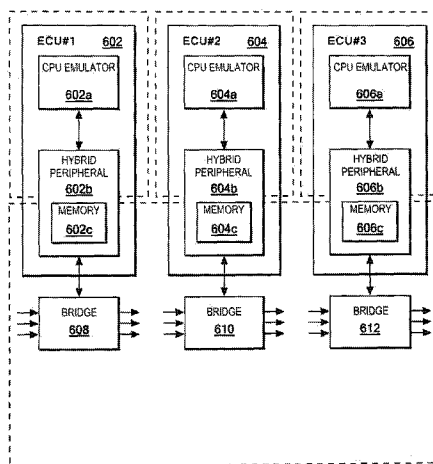 ECU#1 602
CPU EMULATOR
602a
HYBRID
PERIPHERAL
602b
MEMORY
602c
BRIDGE
608
ECU#2 604
CPU EMULATOR
604a
HYBRID
PERIPHERAL
604b
MEMORY
604c
BRIDGE
610
ECU#3 606
CPU EMULATOR
606a
HYBRID
PERIPHERAL
606b
MEMORY
606c
BRIDGE
612